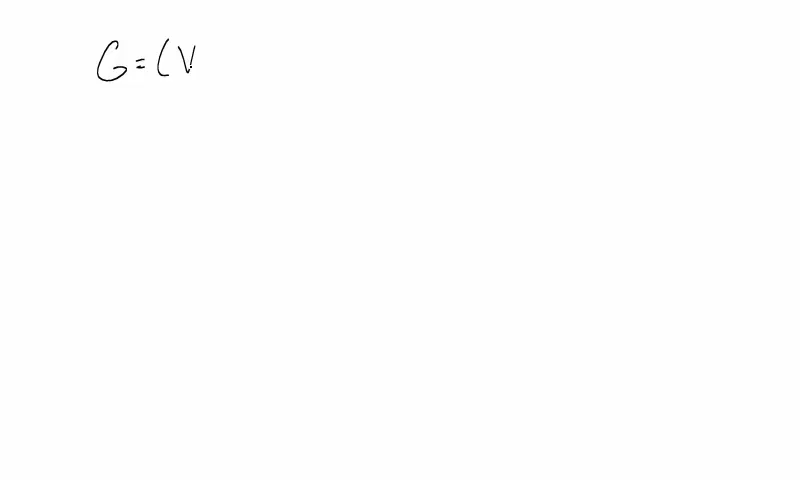 G = (V